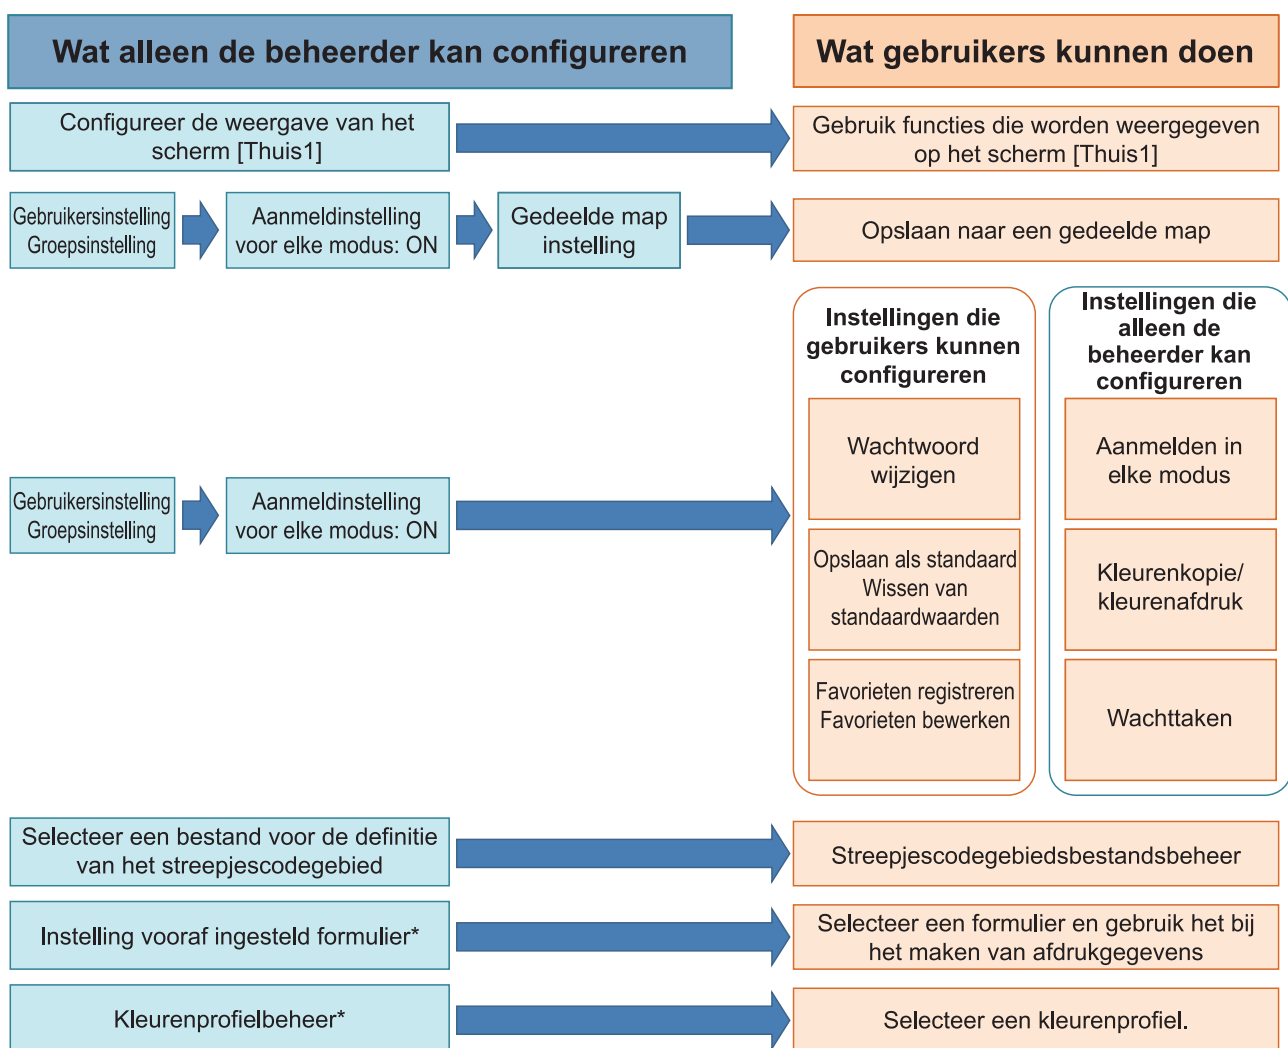 Wat alleen de beheerder kan configureren
Wat gebruikers kunnen doen
Configureer de weergave van het
scherm [Thuis1]
Gebruik functies die worden weergegeven
op het scherm [Thuis1]
Gebruikersinstelling
Groepsinstelling
Aanmeldinstelling
voor elke modus: ON
Gedeelde map
instelling
Opslaan naar een gedeelde map
Gebruikersinstelling
Groepsinstelling
Aanmeldinstelling
voor elke modus: ON
Instellingen die
gebruikers kunnen
configureren
Wachtwoord
wijzigen
Opslaan als standaard
Wissen van
standaardwaarden
Favorieten registreren
Favorieten bewerken
Instellingen die
alleen de
beheerder kan
configureren
Aanmelden in
elke modus
Kleurenkopie/
kleurenafdruk
Wachttaken
Selecteer een bestand voor de definitie
van het streepjescodegebied
Streepjescodegebiedsbestandsbeheer
Instelling vooraf ingesteld formulier*
Selecteer een formulier en gebruik het bij
het maken van afdrukgegevens
Kleurenprofielbeheer*
Selecteer een kleurenprofiel.